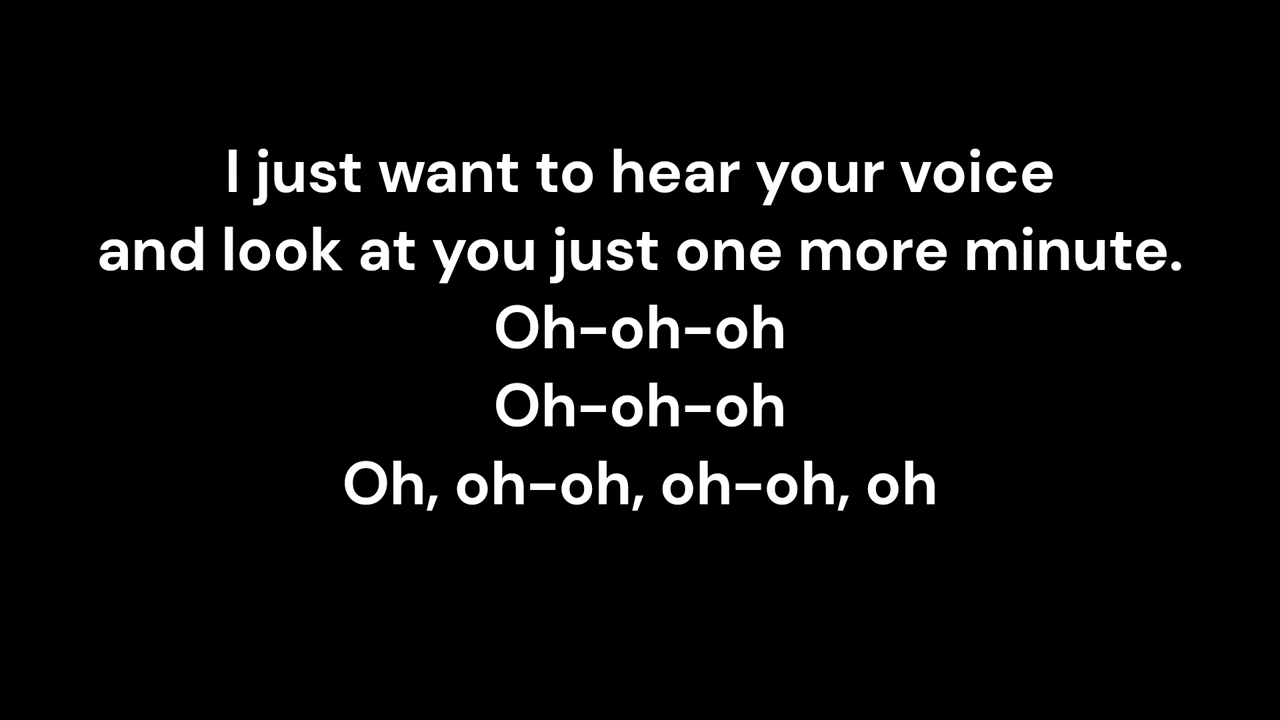 I just want to hear your voice
and look at you just one more minute.
Oh-oh-oh
Oh-oh-oh
Oh, oh-oh, oh-oh, oh